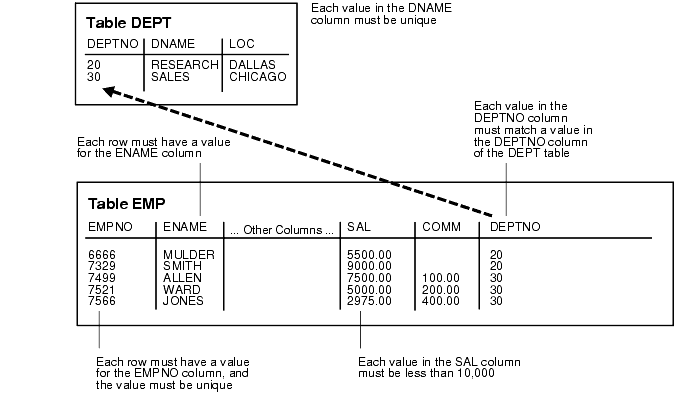 Each value in the DNAME
column must be unique
Table DEPT
DEPTNO DNAME LOC
20 RESEARCH DALLAS
30 SALES CHICAGO
Each value in the
DEPTNO column
must match a value in
the DEPTNO column
of the DEPT table
Each row must have a value
for the ENAME column
Table EMP
EMPNO ENAME ... Other Columns ... SAL COMM DEPTNO
6666 MULDER 5500.00 20
7329 SMITH 9000.00 20
7499 ALLEN 7500.00 100.00 30
7521 WARD 5000.00 200.00 30
7566 JONES 2975.00 400.00 30
Each row must have a value
for the EMPNO column, and
the value must be unique
Each value in the SAL column
must be less than 10,000